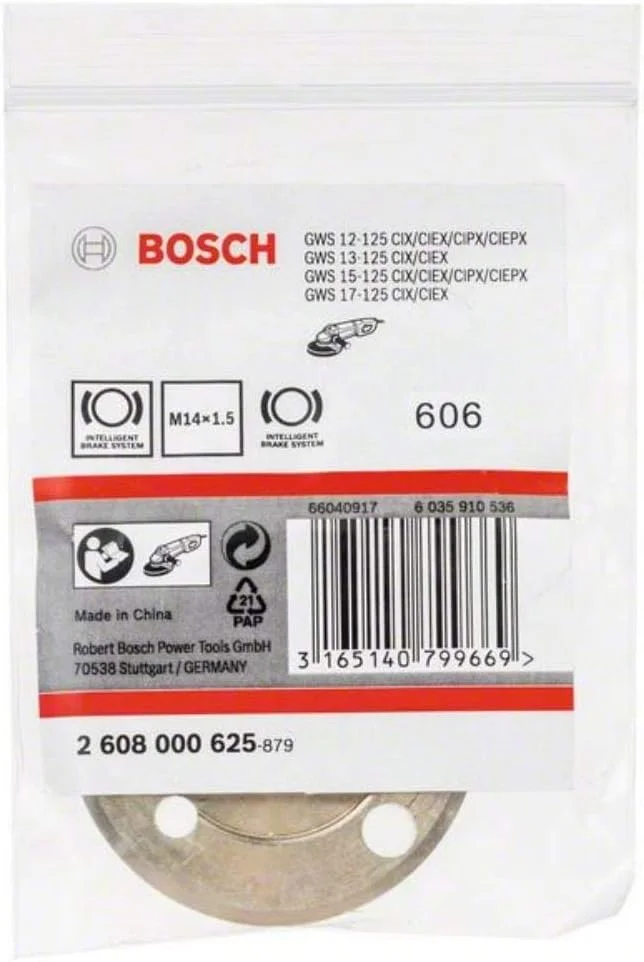 BOSCH
GWS 12-125 CIX/CIEX/CIPX/CIEPX
GWS 13-125 CIX/CIEX
GWS 15-125 CIX/CIEX/CIPX/CIEPX
GWS 17-125 CIX/CIEX
INTELLIGENT
BRAKE SYSTEM
M14×1.5
INTELLIGENT
BRAKE SYSTEM
606
66040917 6 035 910 536
21
PAP
Made in China
Robert Bosch Power Tools GmbH
70538 Stuttgart / GERMANY
3 165140 799669 >
2 608 000 625-879